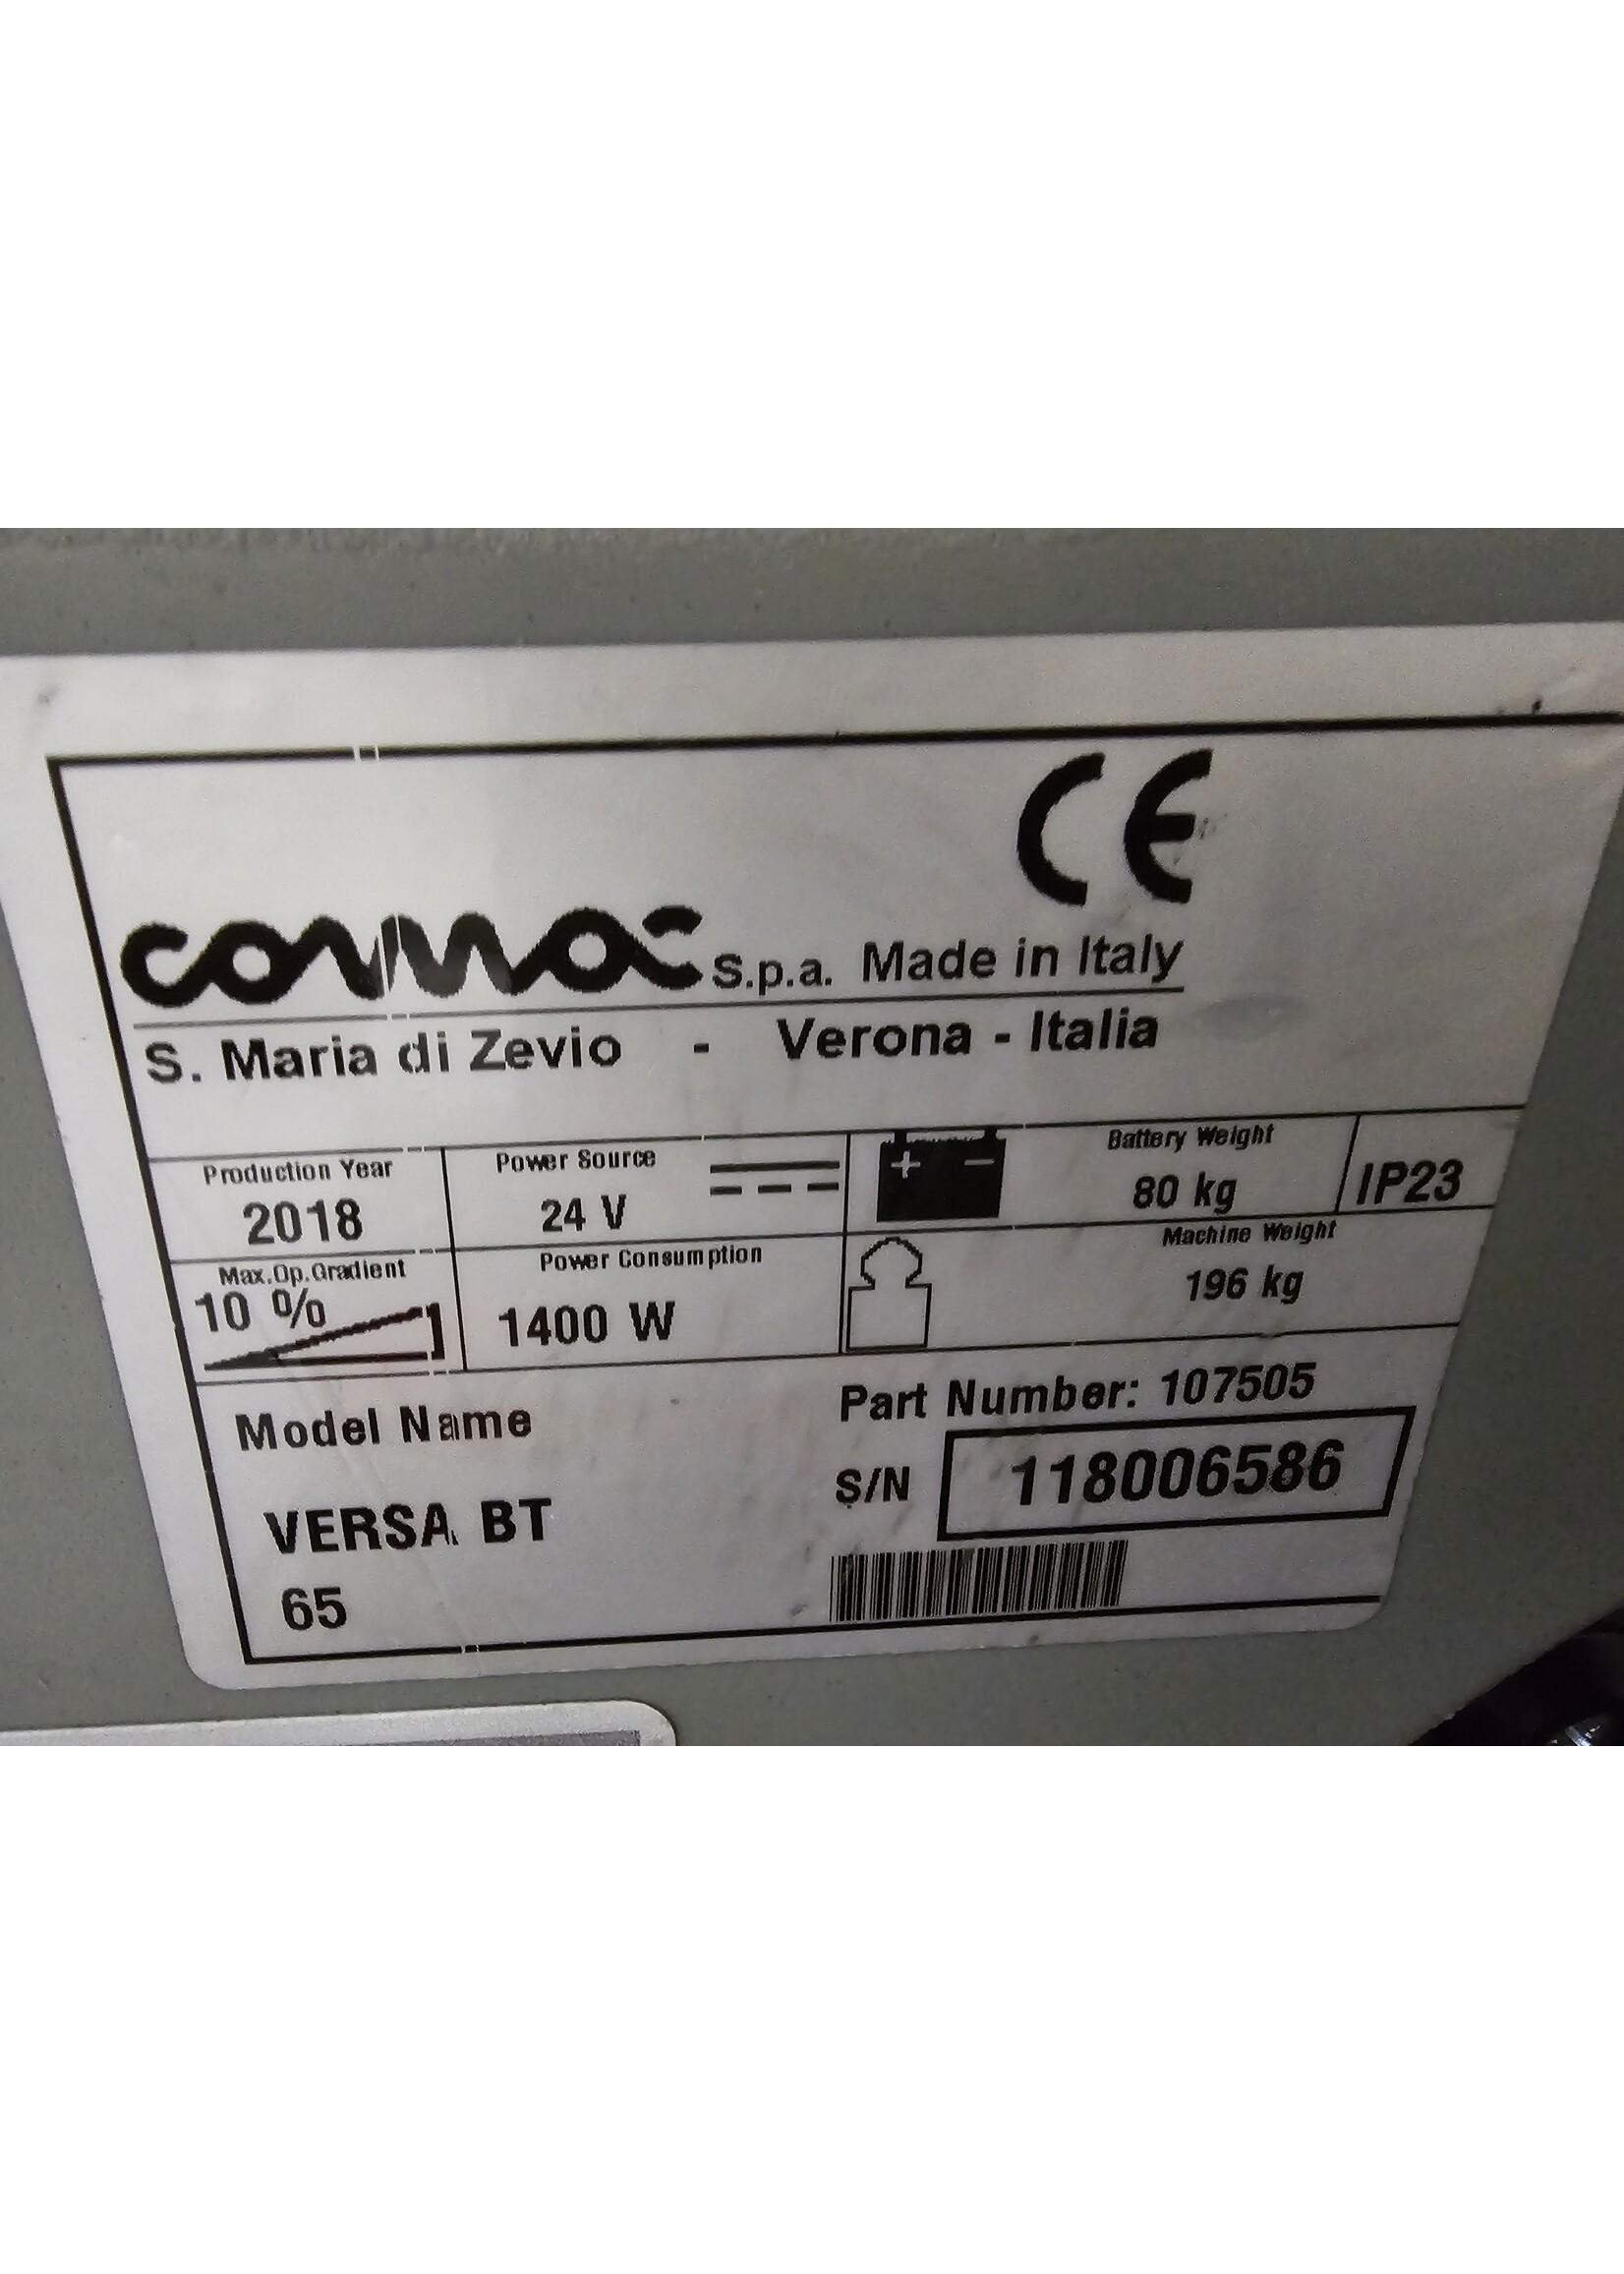 CE
comac s.p.a. Made in Italy
S. Maria di Zevio - Verona - Italia
Production Year
2018
Power Source
24 V
+ -
Battery Weight
80 kg
IP23
Max.Op.Gradient
10 %
Power Consumption
1400 W
Machine Weight
196 kg
Model Name
VERSA BT
65
Part Number: 107505
S/N 118006586